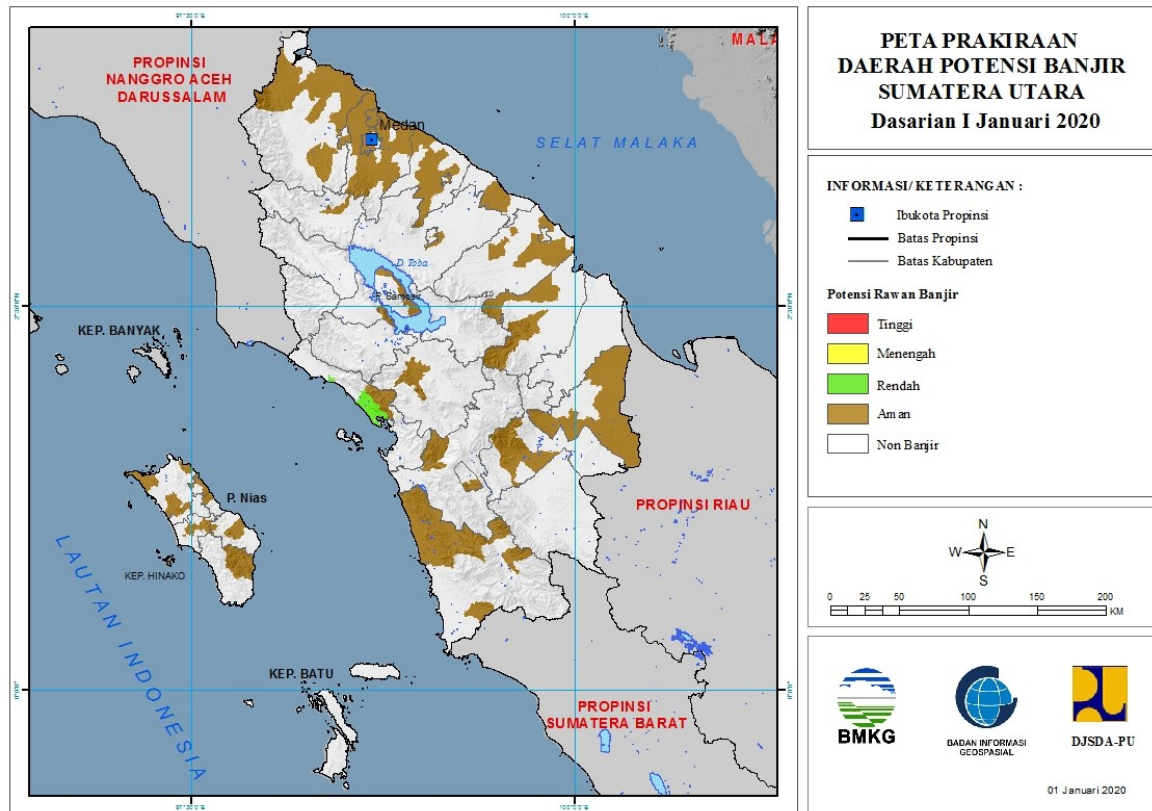 PETA PRAKIRAAN
DAERAH POTENSI BANJIR
SUMATERA UTARA
Dasarian I Januari 2020
INFORMASI/ KETERANGAN :
Ibukota Propinsi
Batas Propinsi
Batas Kabupaten
Potensi Rawan Banjir
Tinggi
Menengah
Rendah
Aman
Non Banjir
N
W
E
S
0 25 50 100 150 200
KM
BMKG
BADAN INFORMASI
GEOSPASIAL
DJSDA-PU
01 Januari 2020
PROPINSI
NANGGRO ACEH
DARUSSALAM
MALA
Medan
SELAT MALAKA
D. Toba
P. Samosir
KEP. BANYAK
P. Nias
PROPINSI RIAU
KEP. HINAKO
LAUTAN INDONESIA
KEP. BATU
PROPINSI
SUMATERA BARAT